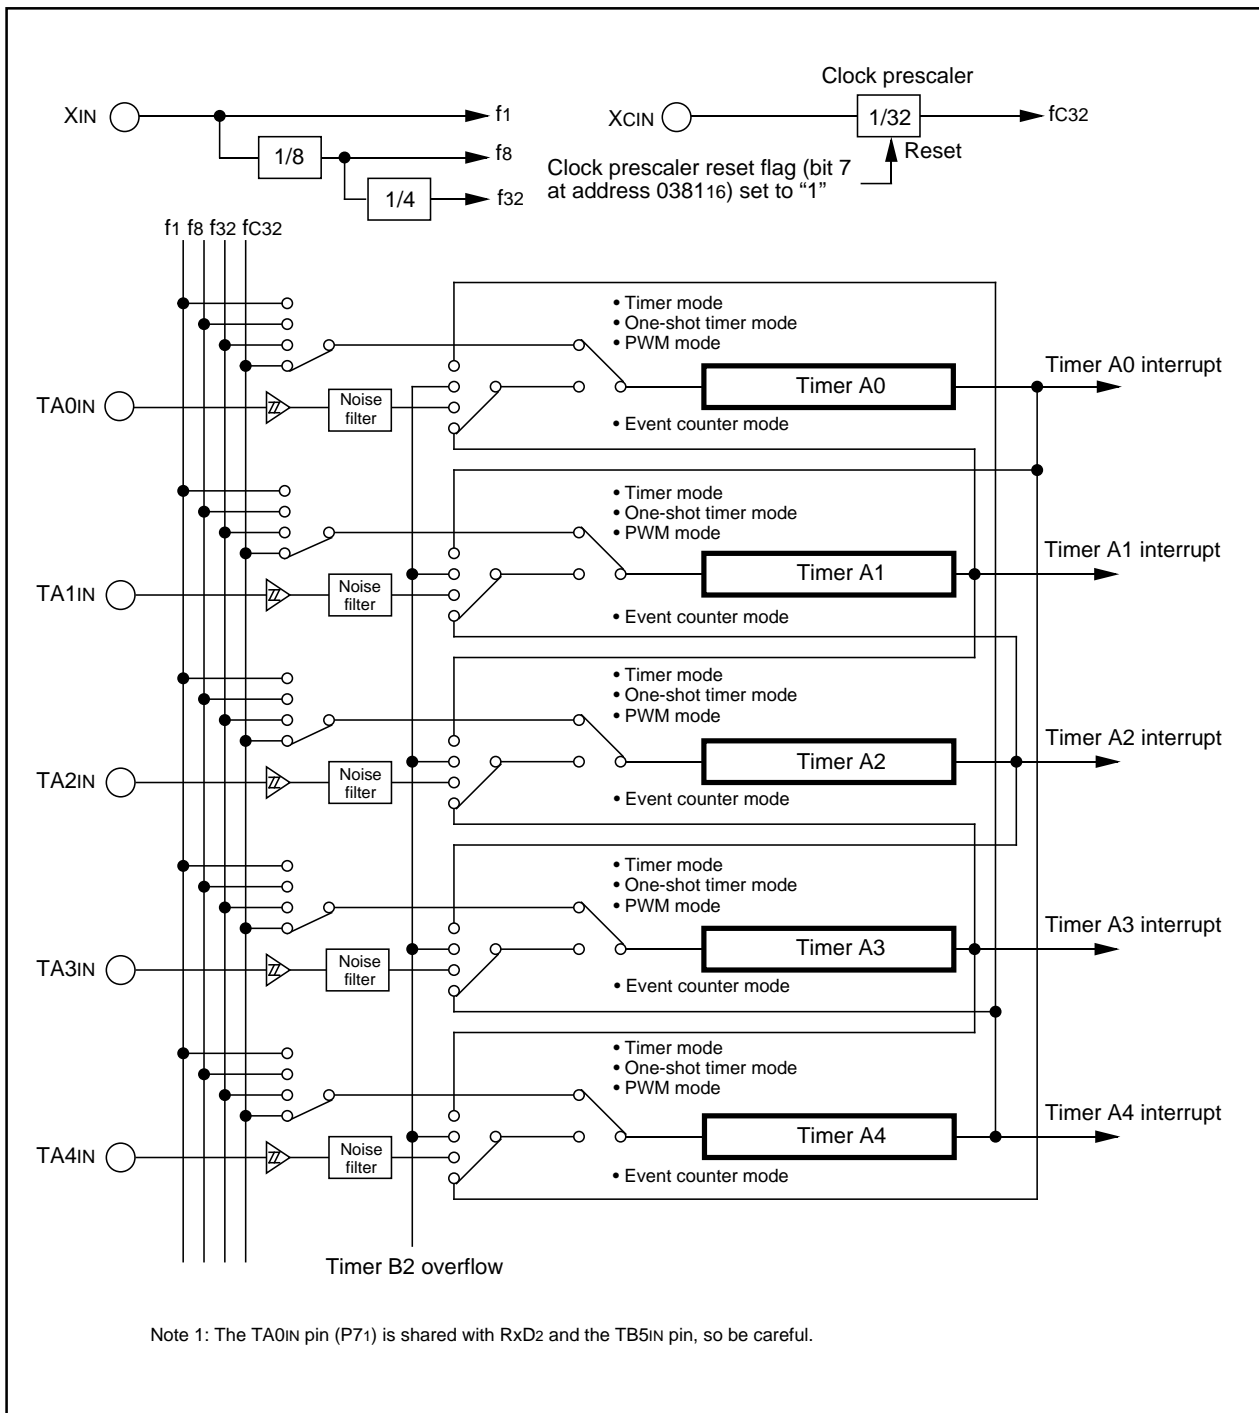 Clock prescaler
XIN
f1
XCIN
1/32
fC32
1/8
f8
Reset
Clock prescaler reset flag (bit 7
at address 038116) set to “1”
1/4
f32
f1 f8 f32 fC32
• Timer mode
• One-shot timer mode
• PWM mode
Timer A0 interrupt
Timer A0
TA0IN
Noise
filter
• Event counter mode
• Timer mode
• One-shot timer mode
• PWM mode
Timer A1 interrupt
Timer A1
TA1IN
Noise
filter
• Event counter mode
• Timer mode
• One-shot timer mode
• PWM mode
Timer A2 interrupt
Timer A2
TA2IN
Noise
filter
• Event counter mode
• Timer mode
• One-shot timer mode
• PWM mode
Timer A3 interrupt
Timer A3
TA3IN
Noise
filter
• Event counter mode
• Timer mode
• One-shot timer mode
• PWM mode
Timer A4 interrupt
Timer A4
TA4IN
Noise
filter
• Event counter mode
Timer B2 overflow
Note 1: The TA0IN pin (P71) is shared with RxD2 and the TB5IN pin, so be careful.